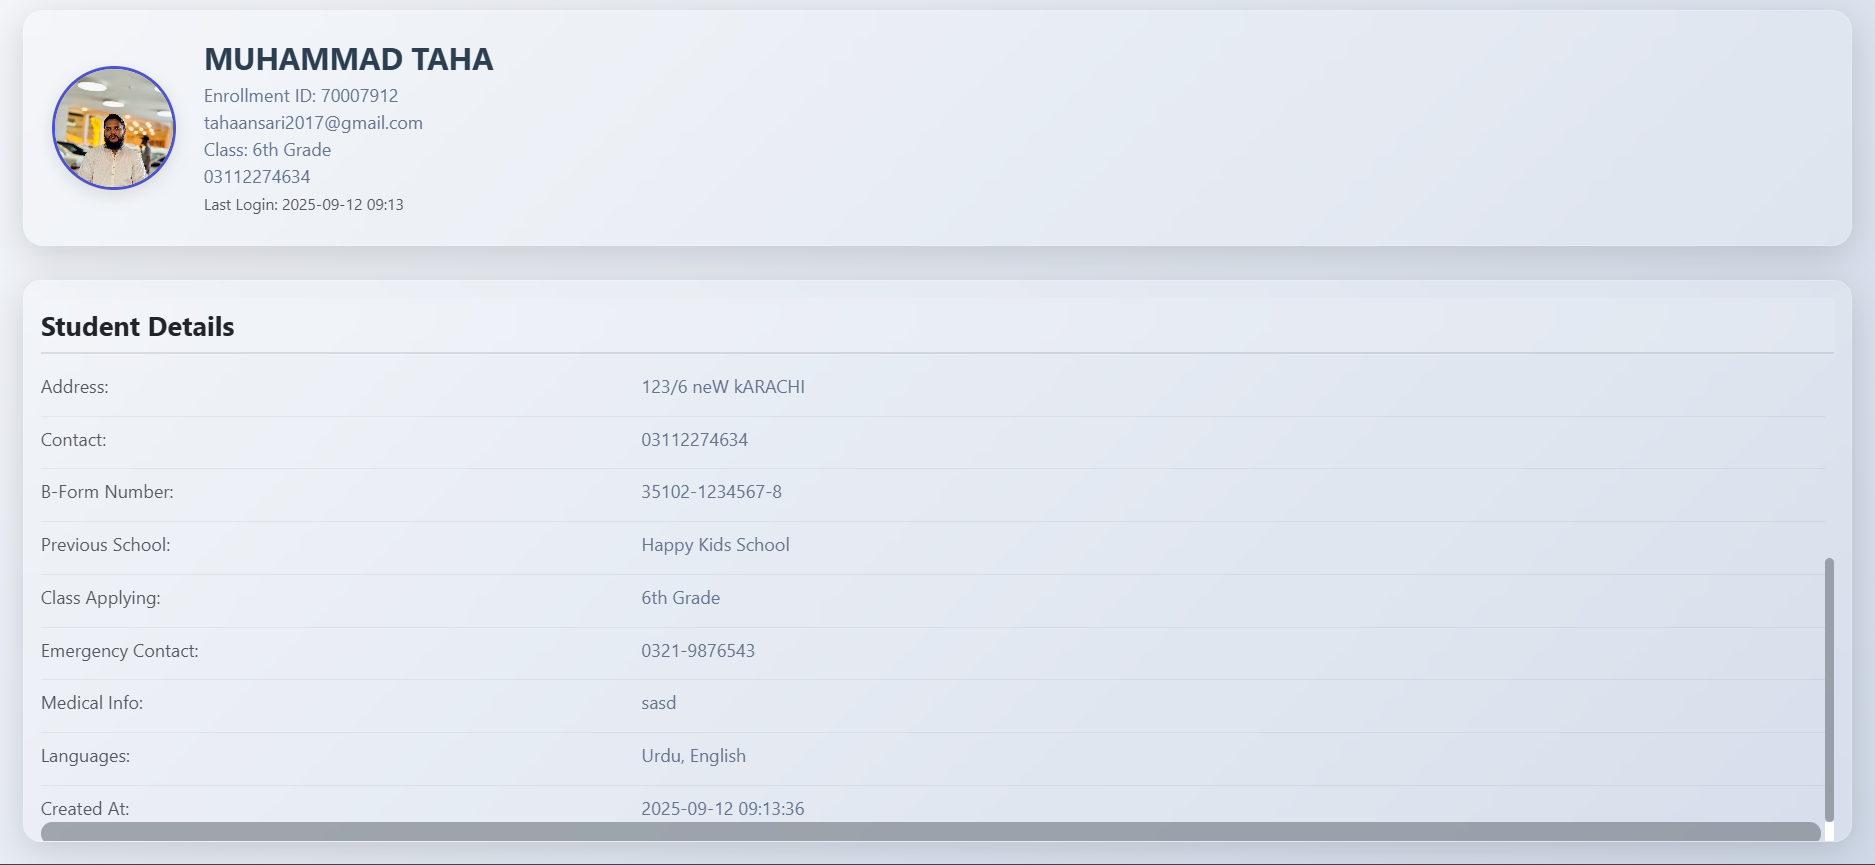 MUHAMMAD TAHA
Enrollment ID: 70007912
tahaansari2017@gmail.com
Class: 6th Grade
03112274634
Last Login: 2025-09-12 09:13
Student Details
Address: 123/6 neW kARACHI
Contact: 03112274634
B-Form Number: 35102-1234567-8
Previous School: Happy Kids School
Class Applying: 6th Grade
Emergency Contact: 0321-9876543
Medical Info: sasd
Languages: Urdu, English
Created At: 2025-09-12 09:13:36